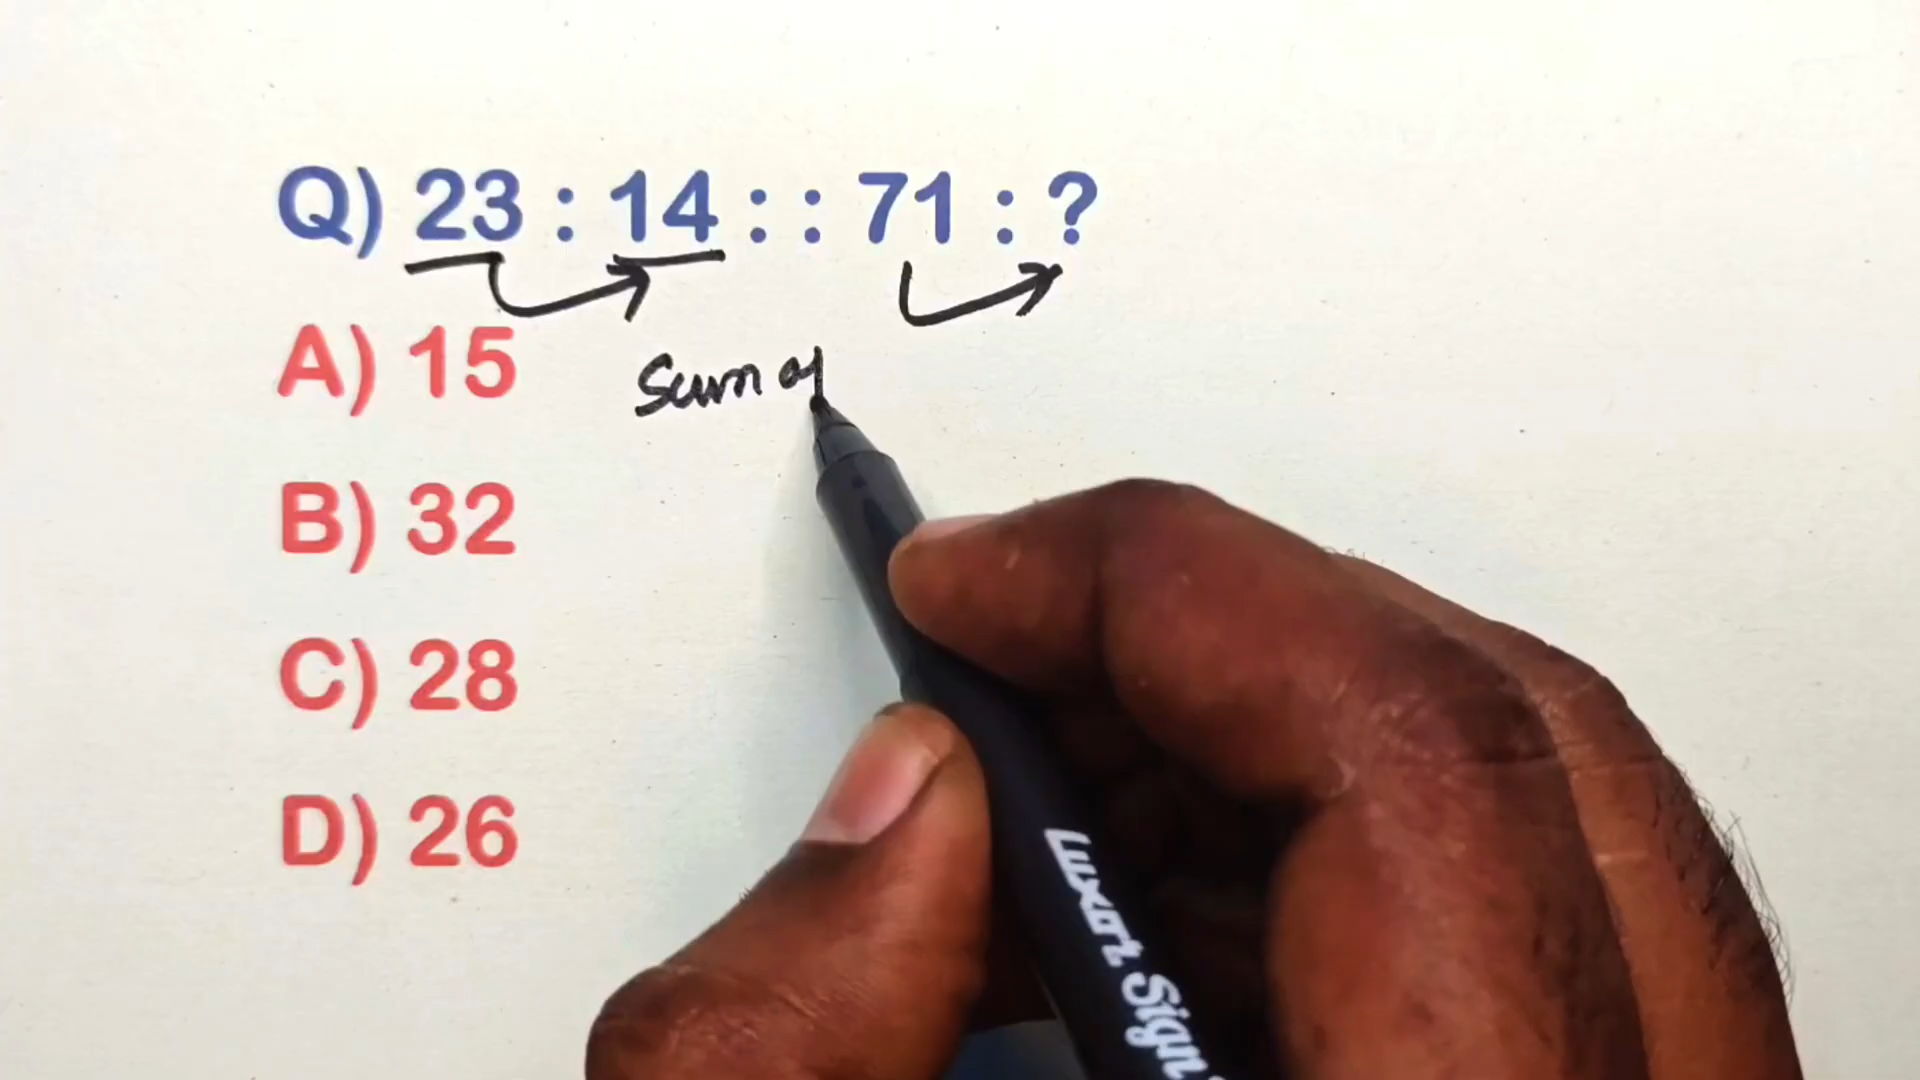 Q) 23 : 14 : : 71 : ?
A) 15
Sum of
B) 32
C) 28
D) 26
Luxor Sign